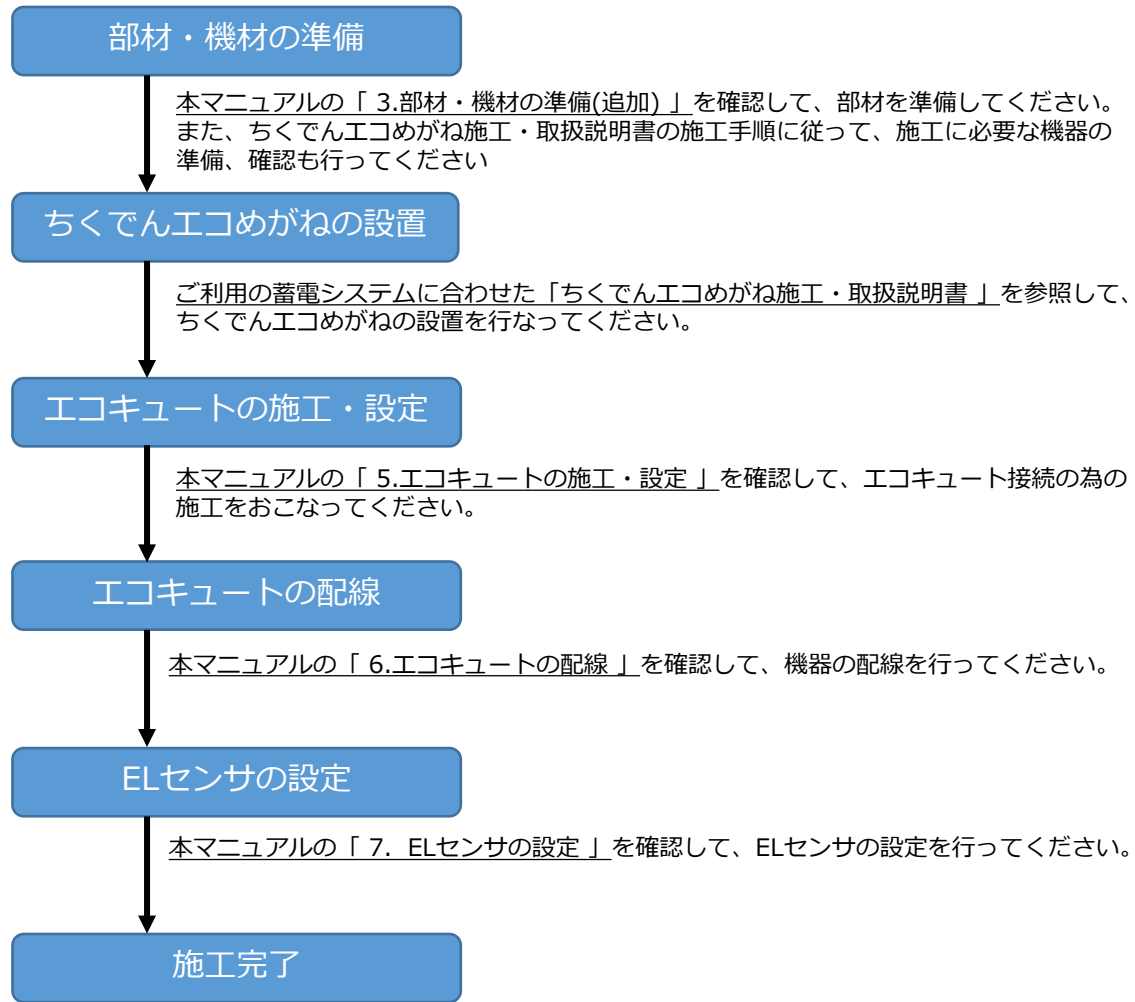 部材・機材の準備
本マニュアルの「 3.部材・機材の準備(追加) 」を確認して、部材を準備してください。
また、ちくでんエコめがね施工・取扱説明書の施工手順に従って、施工に必要な機器の
準備、確認も行ってください
ちくでんエコめがねの設置
ご利用の蓄電システムに合わせた「ちくでんエコめがね施工・取扱説明書 」を参照して、
ちくでんエコめがねの設置を行なってください。
エコキュートの施工・設定
本マニュアルの「 5.エコキュートの施工・設定 」を確認して、エコキュート接続の為の
施工をおこなってください。
エコキュートの配線
本マニュアルの「 6.エコキュートの配線 」を確認して、機器の配線を行ってください。
ELセンサの設定
本マニュアルの「 7. ELセンサの設定 」を確認して、ELセンサの設定を行ってください。
施工完了